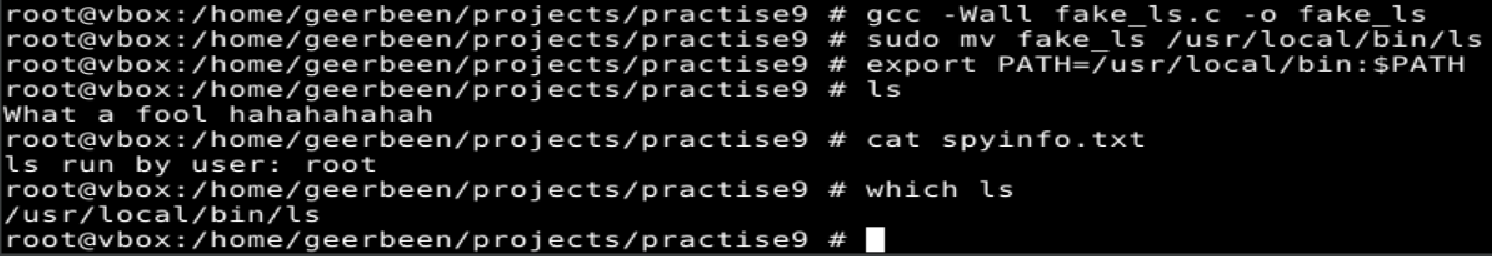 root@vbox:/home/geerbeen/projects/practise9 # gcc -Wall fake_ls.c -o fake_ls
root@vbox:/home/geerbeen/projects/practise9 # sudo mv fake_ls /usr/local/bin/ls
root@vbox:/home/geerbeen/projects/practise9 # export PATH=/usr/local/bin:$PATH
root@vbox:/home/geerbeen/projects/practise9 # ls
What a fool hahahahahah
root@vbox:/home/geerbeen/projects/practise9 # cat spyinfo.txt
ls run by user: root
root@vbox:/home/geerbeen/projects/practise9 # which ls
/usr/local/bin/ls
root@vbox:/home/geerbeen/projects/practise9 #